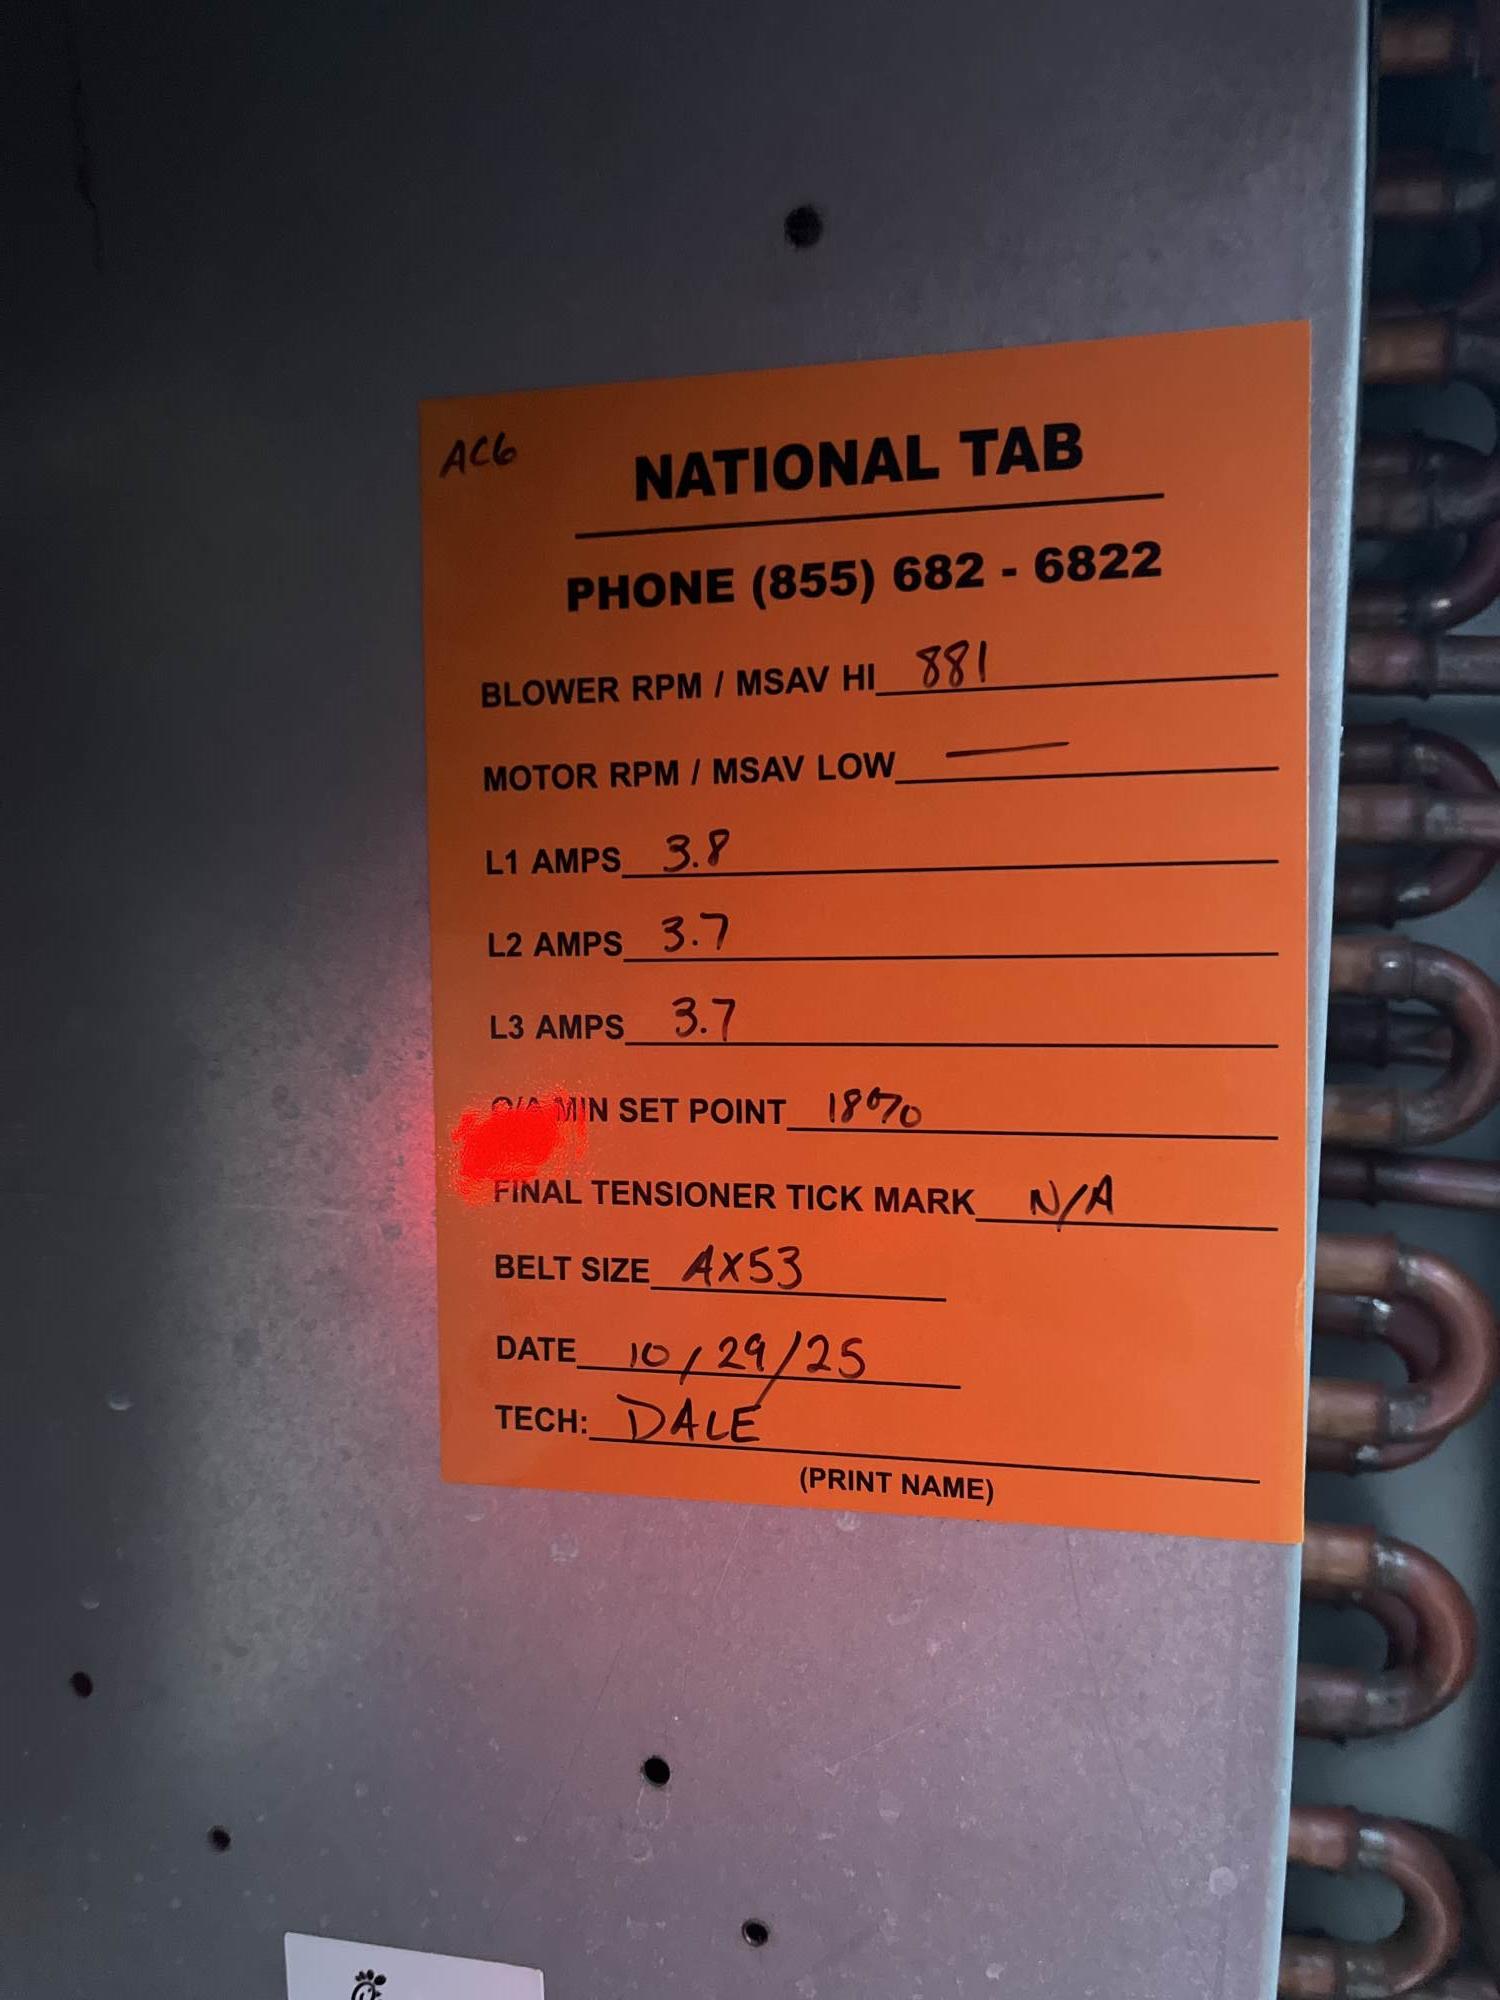 AC6
NATIONAL TAB
PHONE (855) 682 - 6822
BLOWER RPM / MSAV HI 881
MOTOR RPM / MSAV LOW —
L1 AMPS 3.8
L2 AMPS 3.7
L3 AMPS 3.7
O/A MIN SET POINT 18%
FINAL TENSIONER TICK MARK N/A
BELT SIZE AX53
DATE 10/29/25
TECH: DALE
(PRINT NAME)